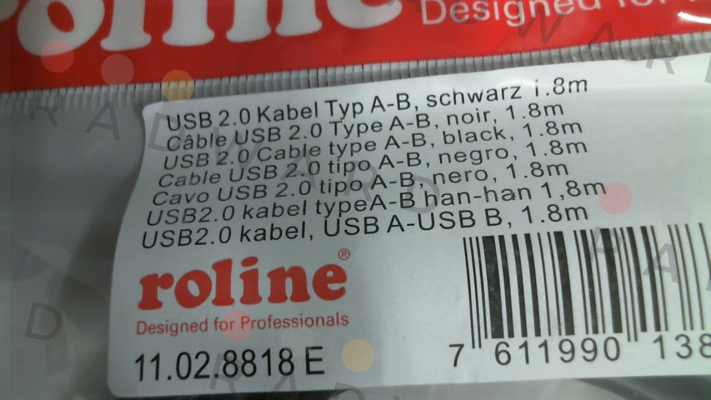 roline
Designed for
USB 2.0 Kabel Typ A-B, schwarz 1.8m
Câble USB 2.0 Type A-B, noir, 1.8m
USB 2.0 Cable type A-B, black, 1.8m
Cable USB 2.0 tipo A-B, negro, 1.8m
Cavo USB 2.0 tipo A-B, nero, 1.8m
USB2.0 kabel typeA-B han-han 1,8m
USB2.0 kabel, USB A-USB B, 1.8m
roline®
Designed for Professionals
11.02.8818 E
7 611990 138